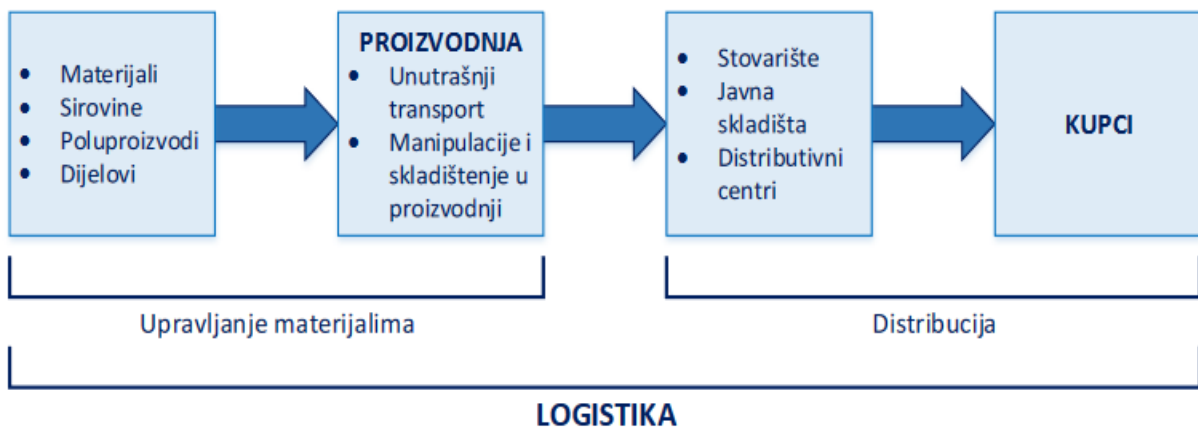 Materijali
Sirovine
Poluproizvodi
Dijelovi
PROIZVODNJA
Unutrašnji
transport
Manipulacije i
skladištenje u
proizvodnji
Stovarište
Javna
skladišta
Distributivni
centri
KUPCI
Upravljanje materijalima
Distribucija
LOGISTIKA